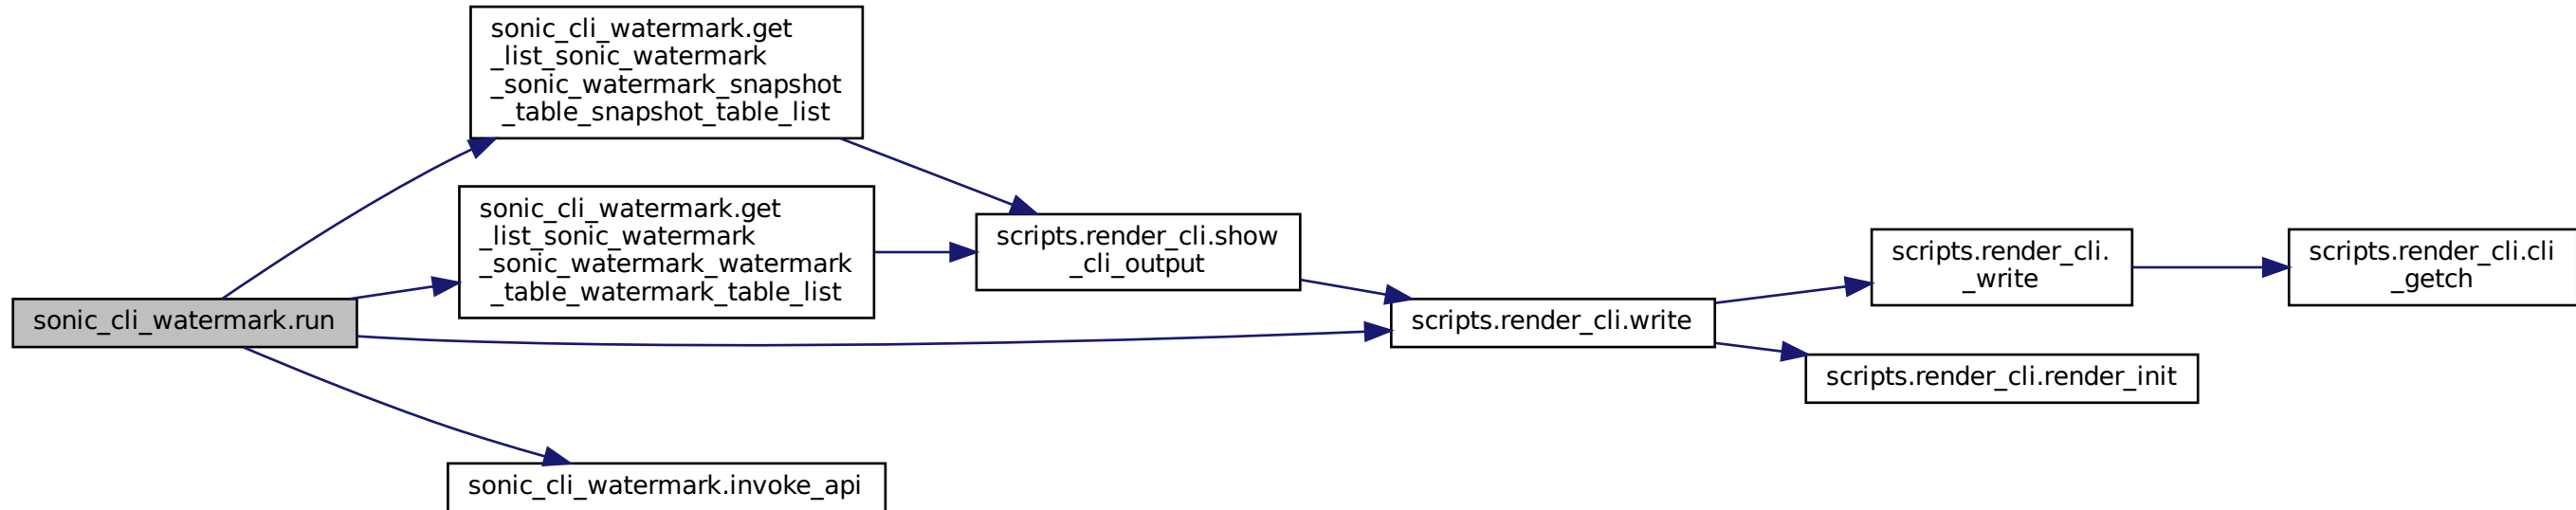 sonic_cli_watermark.get
_list_sonic_watermark
_sonic_watermark_snapshot
_table_snapshot_table_list
sonic_cli_watermark.get
_list_sonic_watermark
_sonic_watermark_watermark
_table_watermark_table_list
sonic_cli_watermark.run
sonic_cli_watermark.invoke_api
scripts.render_cli.show
_cli_output
scripts.render_cli.write
scripts.render_cli.
_write
scripts.render_cli.render_init
scripts.render_cli.cli
_getch